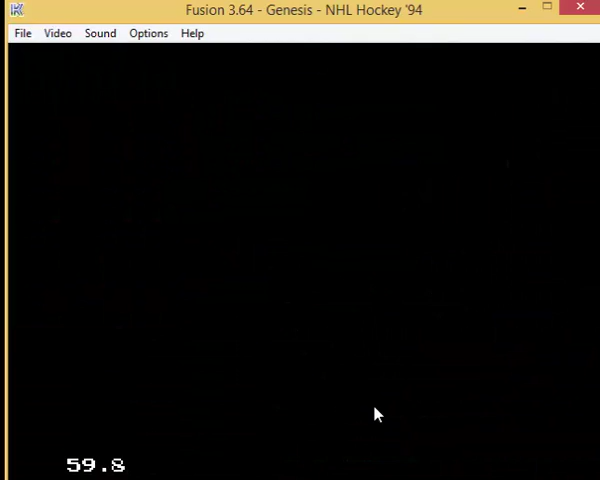 Fusion 3.64 - Genesis - NHL Hockey '94
File Video Sound Options Help
59.8